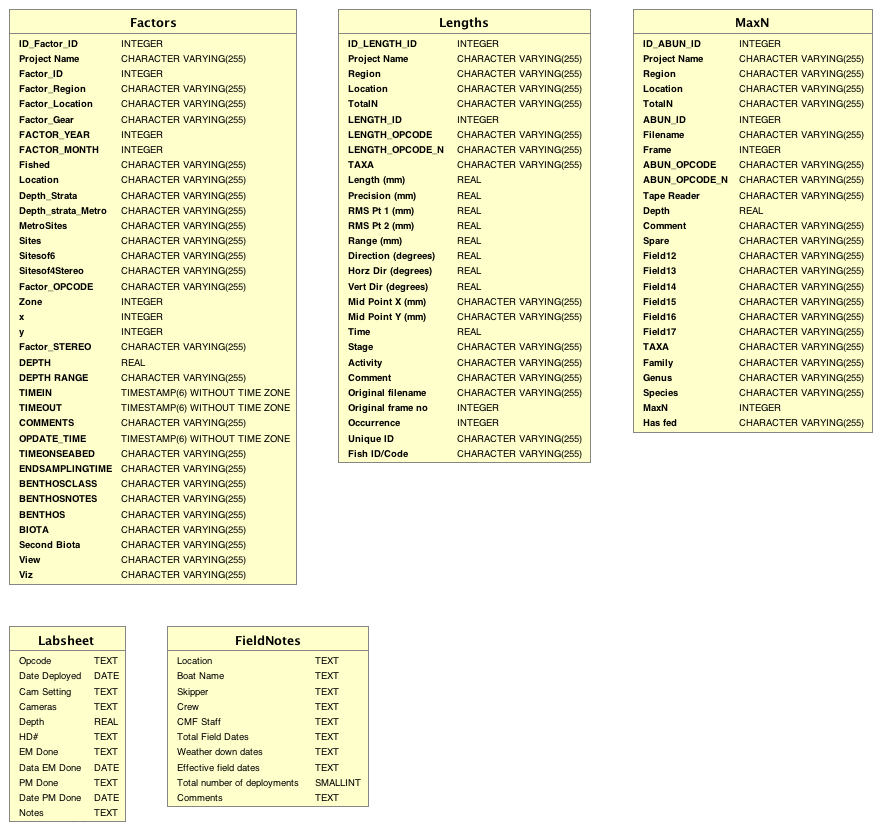 Factors
ID_Factor_ID INTEGER
Project Name CHARACTER VARYING(255)
Factor_ID INTEGER
Factor_Region CHARACTER VARYING(255)
Factor_Location CHARACTER VARYING(255)
Factor_Gear CHARACTER VARYING(255)
FACTOR_YEAR INTEGER
FACTOR_MONTH INTEGER
Fished CHARACTER VARYING(255)
Location CHARACTER VARYING(255)
Depth_Strata CHARACTER VARYING(255)
Depth_strata_Metro CHARACTER VARYING(255)
MetroSites CHARACTER VARYING(255)
Sites CHARACTER VARYING(255)
Sitesof6 CHARACTER VARYING(255)
Sitesof4Stereo CHARACTER VARYING(255)
Factor_OPCODE CHARACTER VARYING(255)
Zone INTEGER
x INTEGER
y INTEGER
Factor_STEREO CHARACTER VARYING(255)
DEPTH REAL
DEPTH RANGE CHARACTER VARYING(255)
TIMEIN TIMESTAMP(6) WITHOUT TIME ZONE
TIMEOUT TIMESTAMP(6) WITHOUT TIME ZONE
COMMENTS CHARACTER VARYING(255)
OPDATE_TIME TIMESTAMP(6) WITHOUT TIME ZONE
TIMEONSEABED CHARACTER VARYING(255)
ENDSAMPLINGTIME CHARACTER VARYING(255)
BENTHOSCLASS CHARACTER VARYING(255)
BENTHOSNOTES CHARACTER VARYING(255)
BENTHOS CHARACTER VARYING(255)
BIOTA CHARACTER VARYING(255)
Second Biota CHARACTER VARYING(255)
View CHARACTER VARYING(255)
Viz CHARACTER VARYING(255)
Lengths
ID_LENGTH_ID INTEGER
Project Name CHARACTER VARYING(255)
Region CHARACTER VARYING(255)
Location CHARACTER VARYING(255)
TotalN CHARACTER VARYING(255)
LENGTH_ID INTEGER
LENGTH_OPCODE CHARACTER VARYING(255)
LENGTH_OPCODE_N CHARACTER VARYING(255)
TAXA CHARACTER VARYING(255)
Length (mm) REAL
Precision (mm) REAL
RMS Pt 1 (mm) REAL
RMS Pt 2 (mm) REAL
Range (mm) REAL
Direction (degrees) REAL
Horz Dir (degrees) REAL
Vert Dir (degrees) REAL
Mid Point X (mm) CHARACTER VARYING(255)
Mid Point Y (mm) CHARACTER VARYING(255)
Time REAL
Stage CHARACTER VARYING(255)
Activity CHARACTER VARYING(255)
Comment CHARACTER VARYING(255)
Original filename CHARACTER VARYING(255)
Original frame no INTEGER
Occurrence INTEGER
Unique ID CHARACTER VARYING(255)
Fish ID/Code CHARACTER VARYING(255)
MaxN
ID_ABUN_ID INTEGER
Project Name CHARACTER VARYING(255)
Region CHARACTER VARYING(255)
Location CHARACTER VARYING(255)
TotalN CHARACTER VARYING(255)
ABUN_ID INTEGER
Filename CHARACTER VARYING(255)
Frame INTEGER
ABUN_OPCODE CHARACTER VARYING(255)
ABUN_OPCODE_N CHARACTER VARYING(255)
Tape Reader CHARACTER VARYING(255)
Depth REAL
Comment CHARACTER VARYING(255)
Spare CHARACTER VARYING(255)
Field12 CHARACTER VARYING(255)
Field13 CHARACTER VARYING(255)
Field14 CHARACTER VARYING(255)
Field15 CHARACTER VARYING(255)
Field16 CHARACTER VARYING(255)
Field17 CHARACTER VARYING(255)
TAXA CHARACTER VARYING(255)
Family CHARACTER VARYING(255)
Genus CHARACTER VARYING(255)
Species CHARACTER VARYING(255)
MaxN INTEGER
Has fed CHARACTER VARYING(255)
Labsheet
Opcode TEXT
Date Deployed DATE
Cam Setting TEXT
Cameras TEXT
Depth REAL
HD# TEXT
EM Done TEXT
Data EM Done DATE
PM Done TEXT
Date PM Done DATE
Notes TEXT
FieldNotes
Location TEXT
Boat Name TEXT
Skipper TEXT
Crew TEXT
CMF Staff TEXT
Total Field Dates TEXT
Weather down dates TEXT
Effective field dates TEXT
Total number of deployments SMALLINT
Comments TEXT